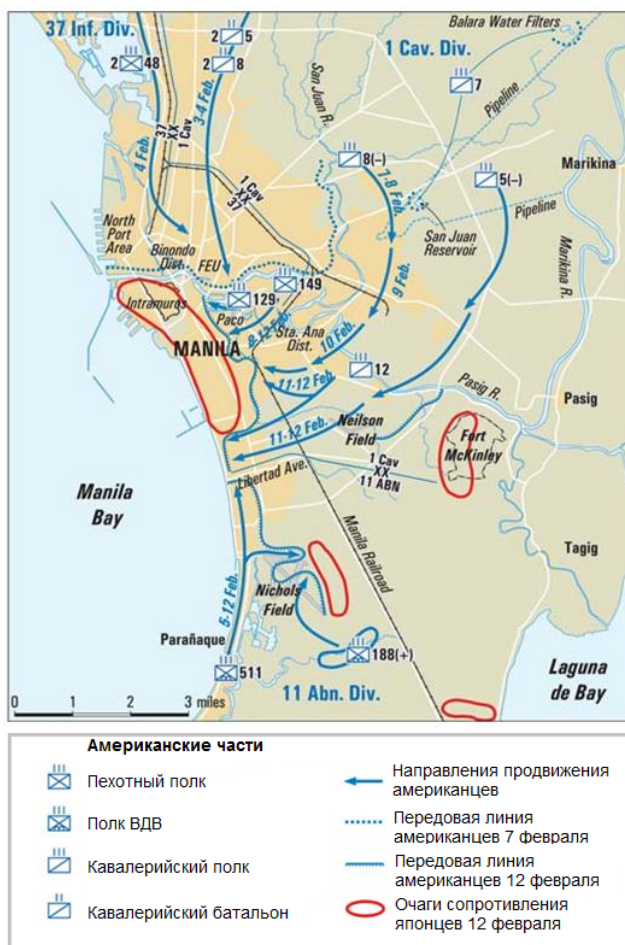 37 Inf. Div.
2 5
Balara Water Filters
2 48
2 8
1 Cav. Div.
7
San Juan R.
Pipeline
3-4 Feb.
37
XX
1 Cav
4 Feb.
8(-)
Marikina
5(-)
7-8 Feb.
1 Cav
XX
37
Pipeline
North
Port
Area
Binondo
Dist.
FEU
San Juan
Reservoir
Marikina R.
9 Feb.
149
129
Intramuros
Paco
9-12 Feb.
Sta. Ana
Dist.
10 Feb.
MANILA
12
11-12 Feb.
Pasig R.
Pasig
Neilson
Field
11-12 Feb.
Fort
McKinley
1 Cav
XX
11 ABN
Libertad Ave.
Manila
Bay
Manila Railroad
Tagig
5-12 Feb.
Nichols
Field
Parañaque
188(+)
511
Laguna
de Bay
11 Abn. Div.
0 1 2 3 miles
Американские части
Пехотный полк
Полк ВДВ
Кавалерийский полк
Кавалерийский батальон
Направления продвижения
американцев
Передовая линия
американцев 7 февраля
Передовая линия
американцев 12 февраля
Очаги сопротивления
японцев 12 февраля